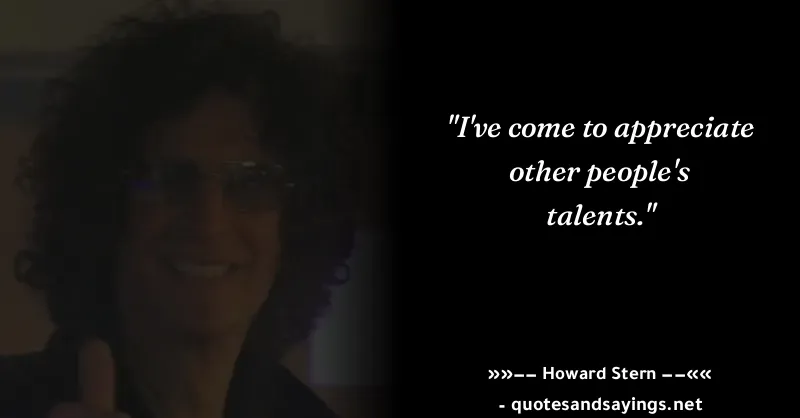 "I've come to appreciate
other people's
talents."
»»−− Howard Stern −−««
- quotesandsayings.net